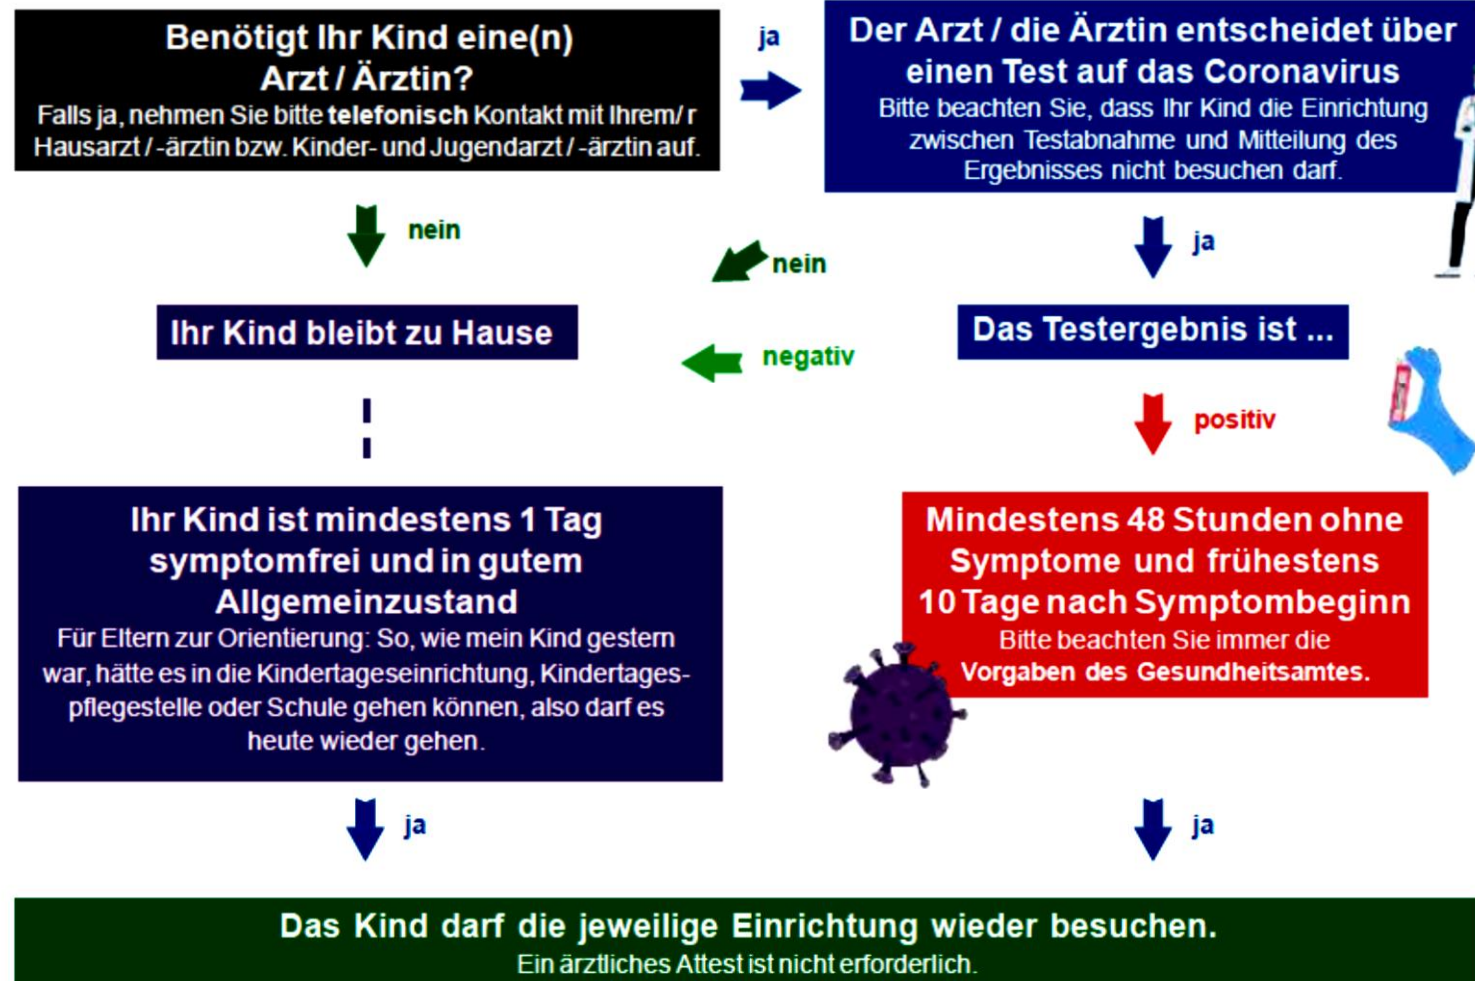 Benötigt Ihr Kind eine(n)
Arzt / Ärztin?
Falls ja, nehmen Sie bitte telefonisch Kontakt mit Ihrem/ r
Hausarzt / -ärztin bzw. Kinder- und Jugendarzt / -ärztin auf.
ja
Der Arzt / die Ärztin entscheidet über
einen Test auf das Coronavirus
Bitte beachten Sie, dass Ihr Kind die Einrichtung
zwischen Testabnahme und Mitteilung des
Ergebnisses nicht besuchen darf.
nein
nein
ja
Ihr Kind bleibt zu Hause
negativ
Das Testergebnis ist ...
positiv
Ihr Kind ist mindestens 1 Tag
symptomfrei und in gutem
Allgemeinzustand
Für Eltern zur Orientierung: So, wie mein Kind gestern
war, hätte es in die Kindertageseinrichtung, Kindertages-
pflegestelle oder Schule gehen können, also darf es
heute wieder gehen.
Mindestens 48 Stunden ohne
Symptome und frühestens
10 Tage nach Symptombeginn
Bitte beachten Sie immer die
Vorgaben des Gesundheitsamtes.
ja
ja
Das Kind darf die jeweilige Einrichtung wieder besuchen.
Ein ärztliches Attest ist nicht erforderlich.